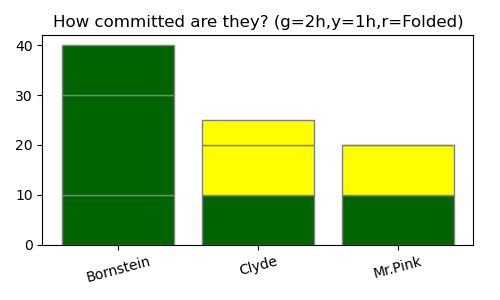 How committed are they? (g=2h,y=1h,r=Folded)
40
30
20
10
0
Bornstein
Clyde
Mr.Pink